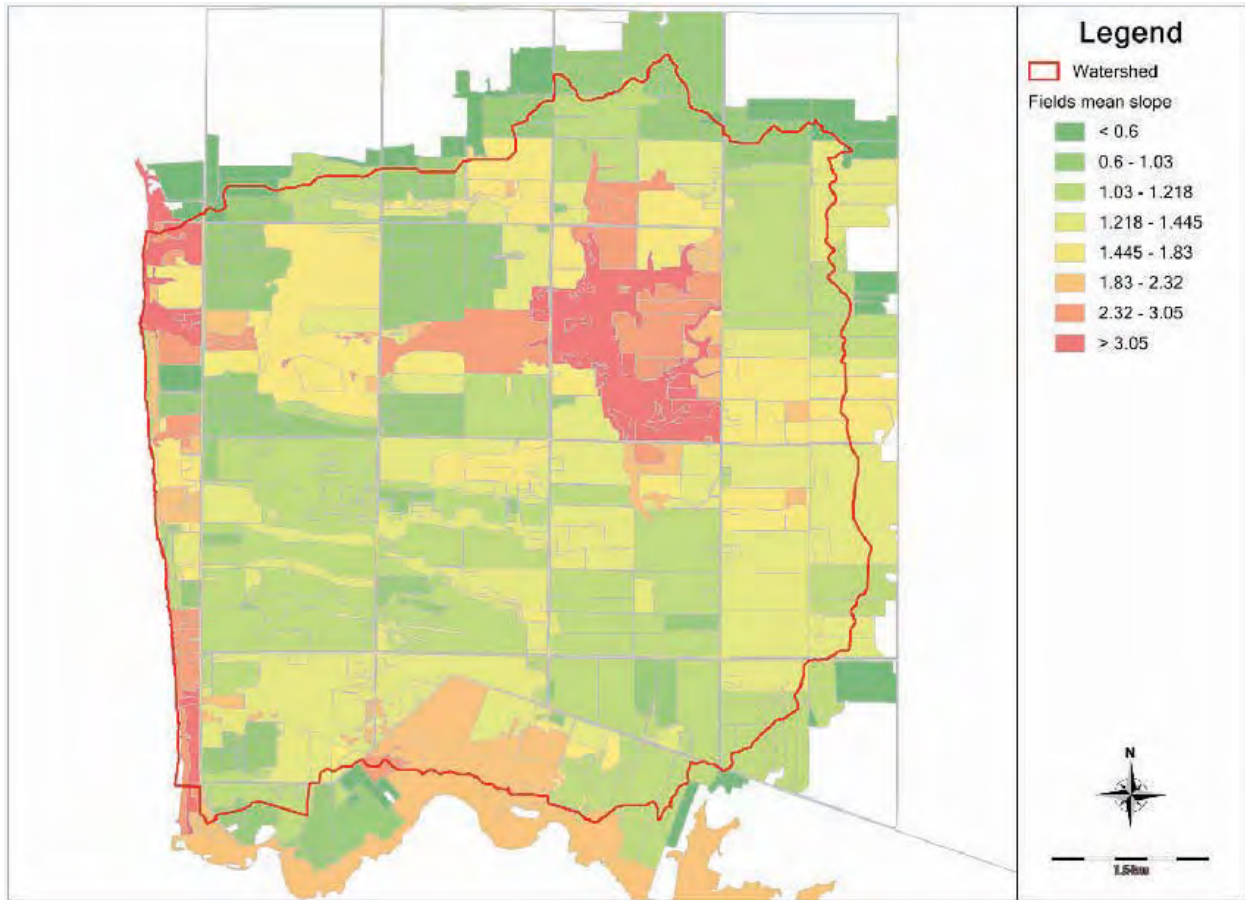 Legend
Watershed
Fields mean slope
< 0.6
0.6 - 1.03
1.03 - 1.218
1.218 - 1.445
1.445 - 1.83
1.83 - 2.32
2.32 - 3.05
> 3.05
N